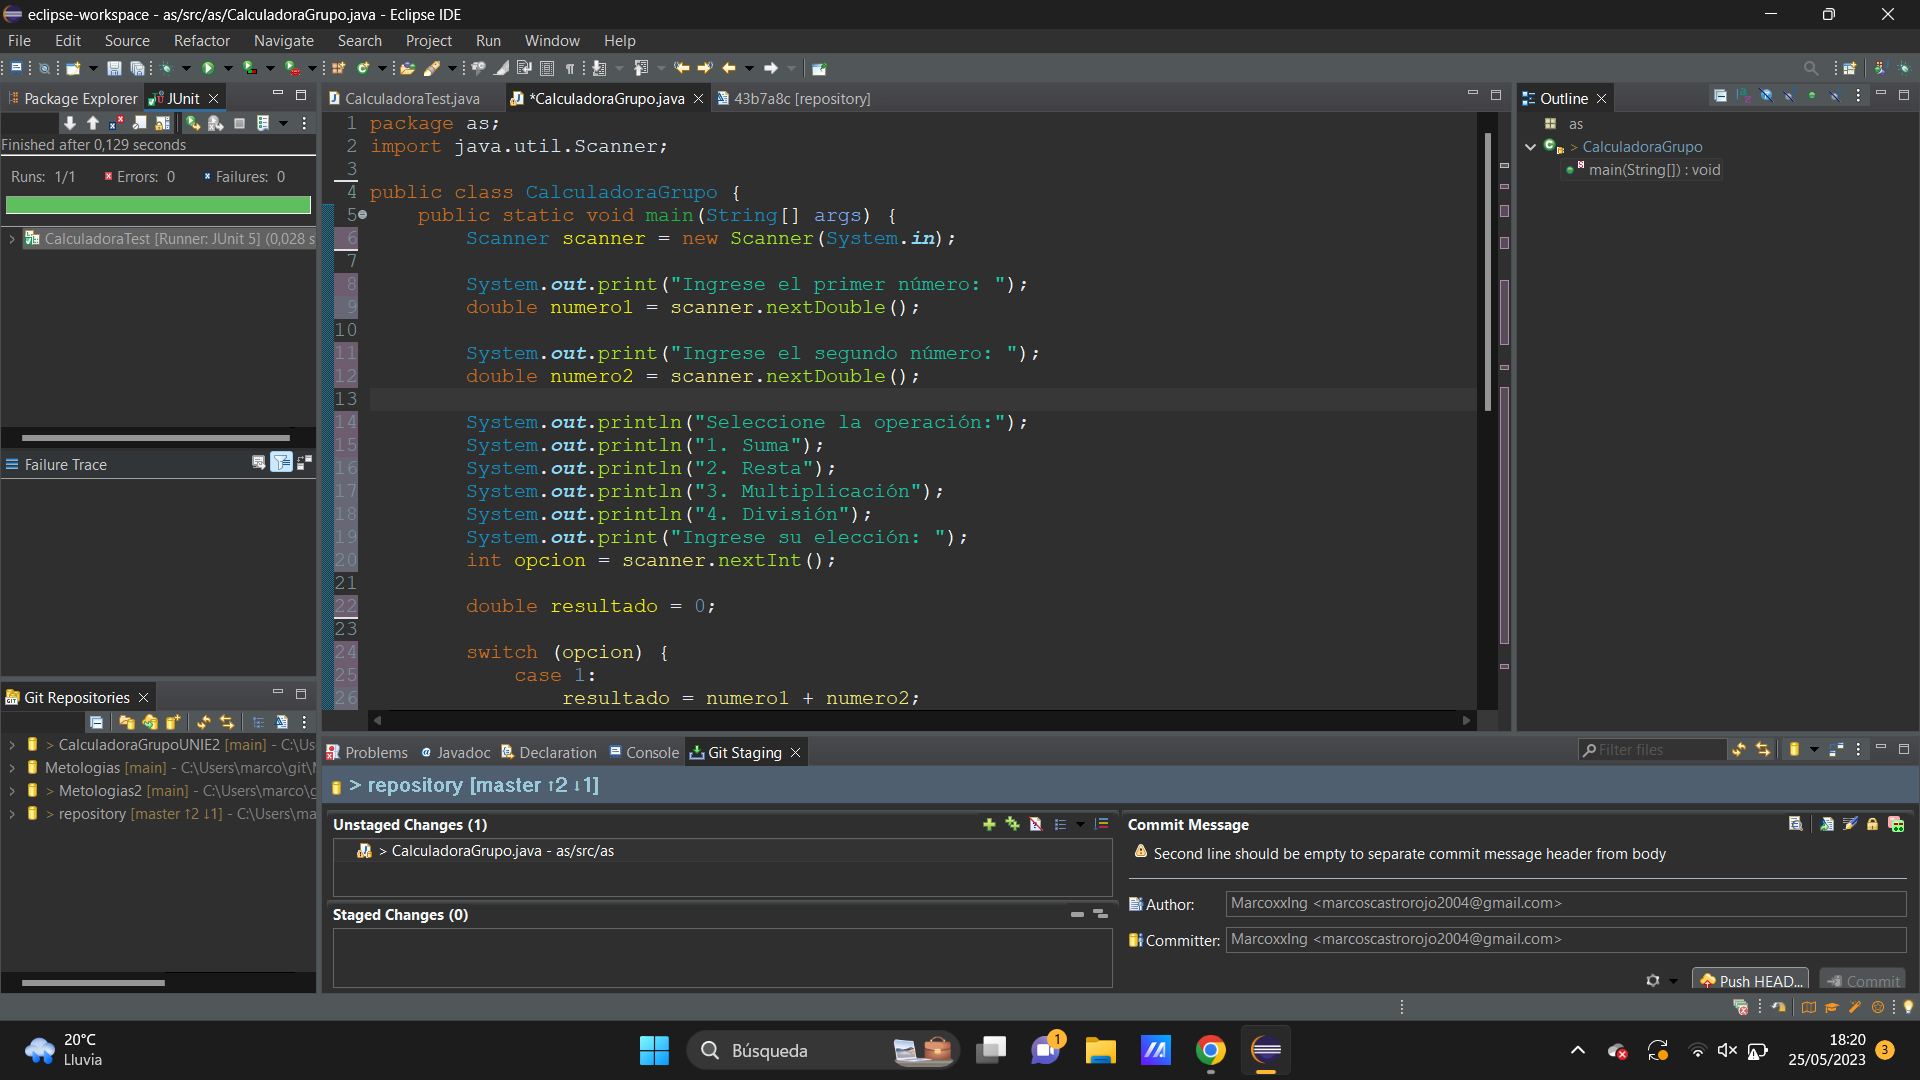 eclipse-workspace - as/src/as/CalculadoraGrupo.java - Eclipse IDE
File Edit Source Refactor Navigate Search Project Run Window Help
Package Explorer JUnit
Finished after 0,129 seconds
Runs: 1/1 Errors: 0 Failures: 0
CalculadoraTest [Runner: JUnit 5] (0,028 s
Failure Trace
Git Repositories
> CalculadoraGrupoUNIE2 [main] - C:\Us
Metologias [main] - C:\Users\marco\git\
> Metologias2 [main] - C:\Users\marco\g
> repository [master ↑2 ↓1] - C:\Users\ma
CalculadoraTest.java *CalculadoraGrupo.java 43b7a8c [repository]
1 package as;
2 import java.util.Scanner;
3
4 public class CalculadoraGrupo {
5 public static void main(String[] args) {
6 Scanner scanner = new Scanner(System.in);
7
8 System.out.print("Ingrese el primer número: ");
9 double numero1 = scanner.nextDouble();
10
11 System.out.print("Ingrese el segundo número: ");
12 double numero2 = scanner.nextDouble();
13
14 System.out.println("Seleccione la operación:");
15 System.out.println("1. Suma");
16 System.out.println("2. Resta");
17 System.out.println("3. Multiplicación");
18 System.out.println("4. División");
19 System.out.print("Ingrese su elección: ");
20 int opcion = scanner.nextInt();
21
22 double resultado = 0;
23
24 switch (opcion) {
25 case 1:
26 resultado = numero1 + numero2;
Outline
as
> CalculadoraGrupo
main(String[]) : void
Problems Javadoc Declaration Console Git Staging
Filter files
> repository [master ↑2 ↓1]
Unstaged Changes (1)
> CalculadoraGrupo.java - as/src/as
Staged Changes (0)
Commit Message
Second line should be empty to separate commit message header from body
Author: MarcoxxIng <marcoscastrorojo2004@gmail.com>
Committer: MarcoxxIng <marcoscastrorojo2004@gmail.com>
Push HEAD... Commit
20°C
Lluvia
Búsqueda
1
18:20
25/05/2023
3